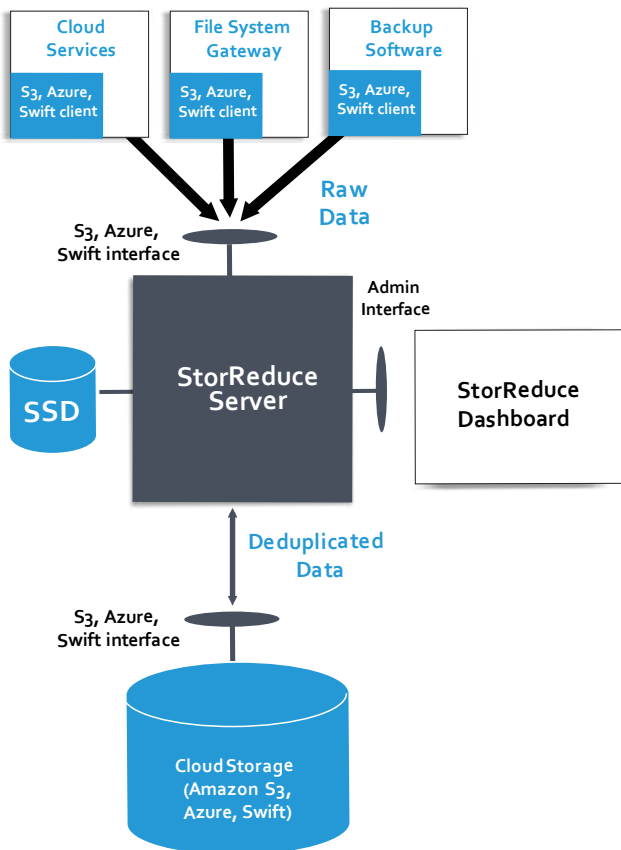 Cloud
Services
S3, Azure,
Swift client
File System
Gateway
S3, Azure,
Swift client
Backup
Software
S3, Azure,
Swift client
Raw
Data
S3, Azure,
Swift interface
Admin
Interface
SSD
StorReduce
Server
StorReduce
Dashboard
Deduplicated
Data
S3, Azure,
Swift interface
Cloud Storage
(Amazon S3,
Azure, Swift)